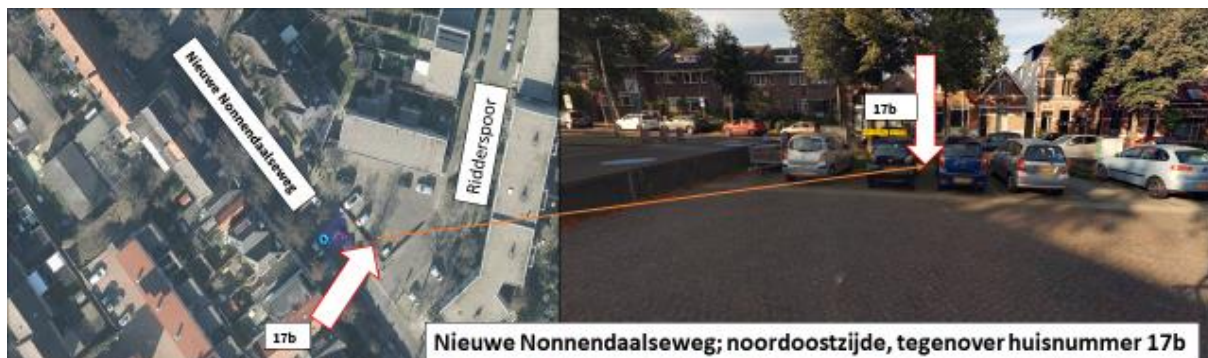 Nieuwe Nonnendaalseweg
Ridderspoor
17b
17b
Nieuwe Nonnendaalseweg; noordoostzijde, tegenover huisnummer 17b